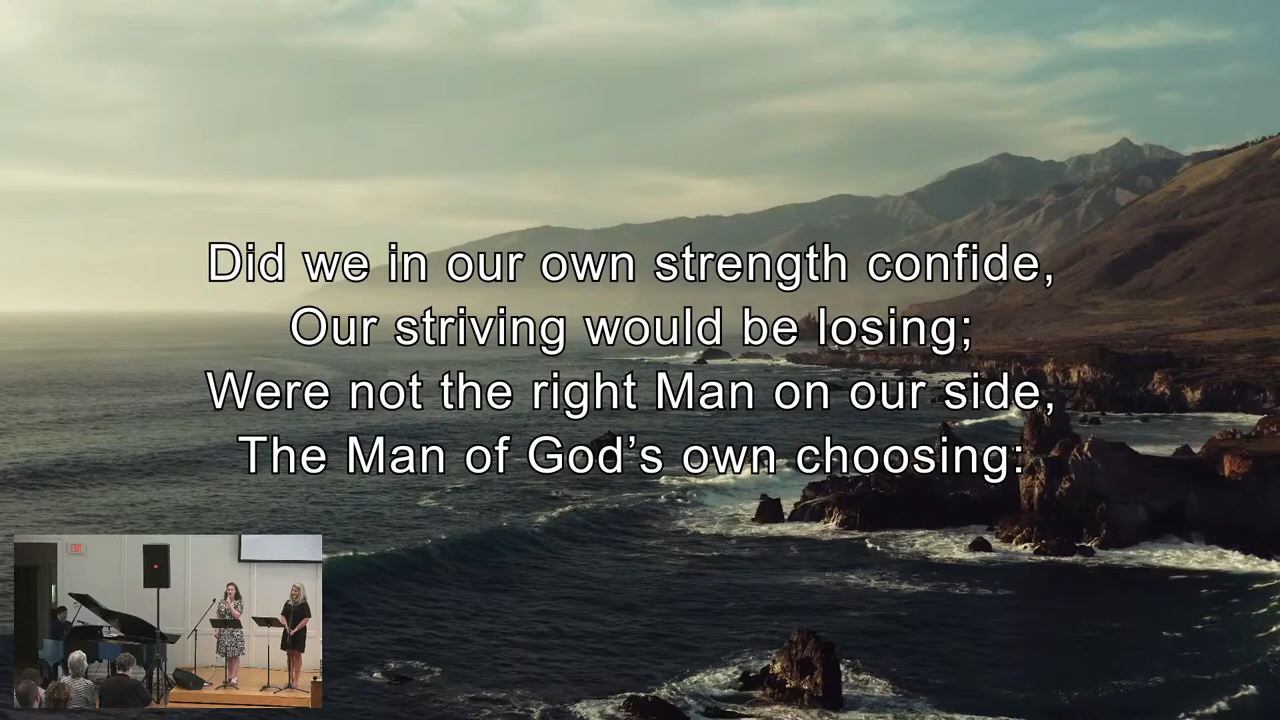 Did we in our own strength confide,
Our striving would be losing;
Were not the right Man on our side,
The Man of God’s own choosing:
EXIT